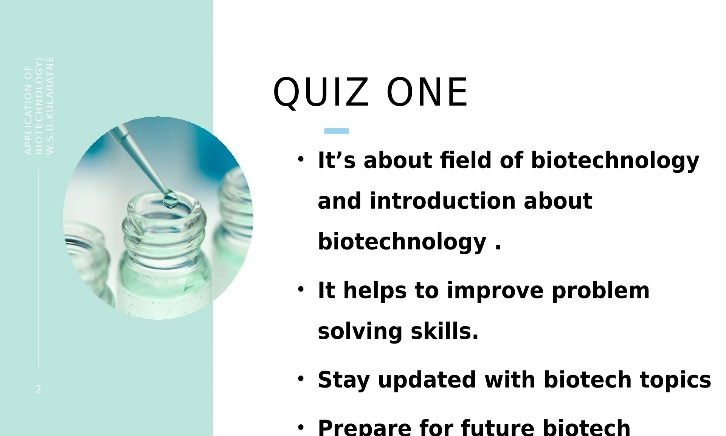 APPLICATION OF
BIOTECHNOLOGY|
W.S.U.KULARATNE
2
QUIZ ONE
• It’s about field of biotechnology
and introduction about
biotechnology .
• It helps to improve problem
solving skills.
• Stay updated with biotech topics
• Prepare for future biotech